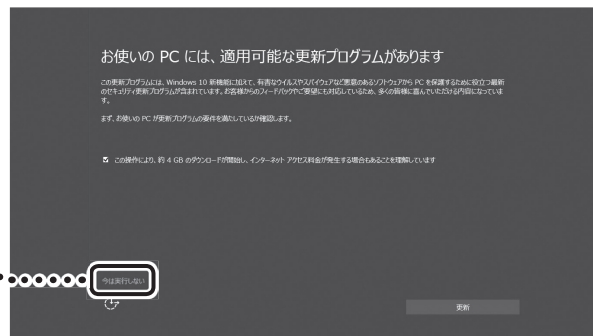 お使いの PC には、適用可能な更新プログラムがあります
この更新プログラムには、Windows 10 新機能に加えて、有害なウイルスやスパイウェアなど悪意のあるソフトウェアから PC を保護するために役立つ最新
のセキュリティ更新プログラムが含まれています。お客様からのフィードバックやご要望にも対応しているため、多くの皆様に喜んでいただける内容になっていま
す。
まず、お使いの PC が更新プログラムの要件を満たしているか確認します。
この操作により、約 4 GB のダウンロードが開始し、インターネット アクセス料金が発生する場合もあることを理解しています
今は実行しない
更新